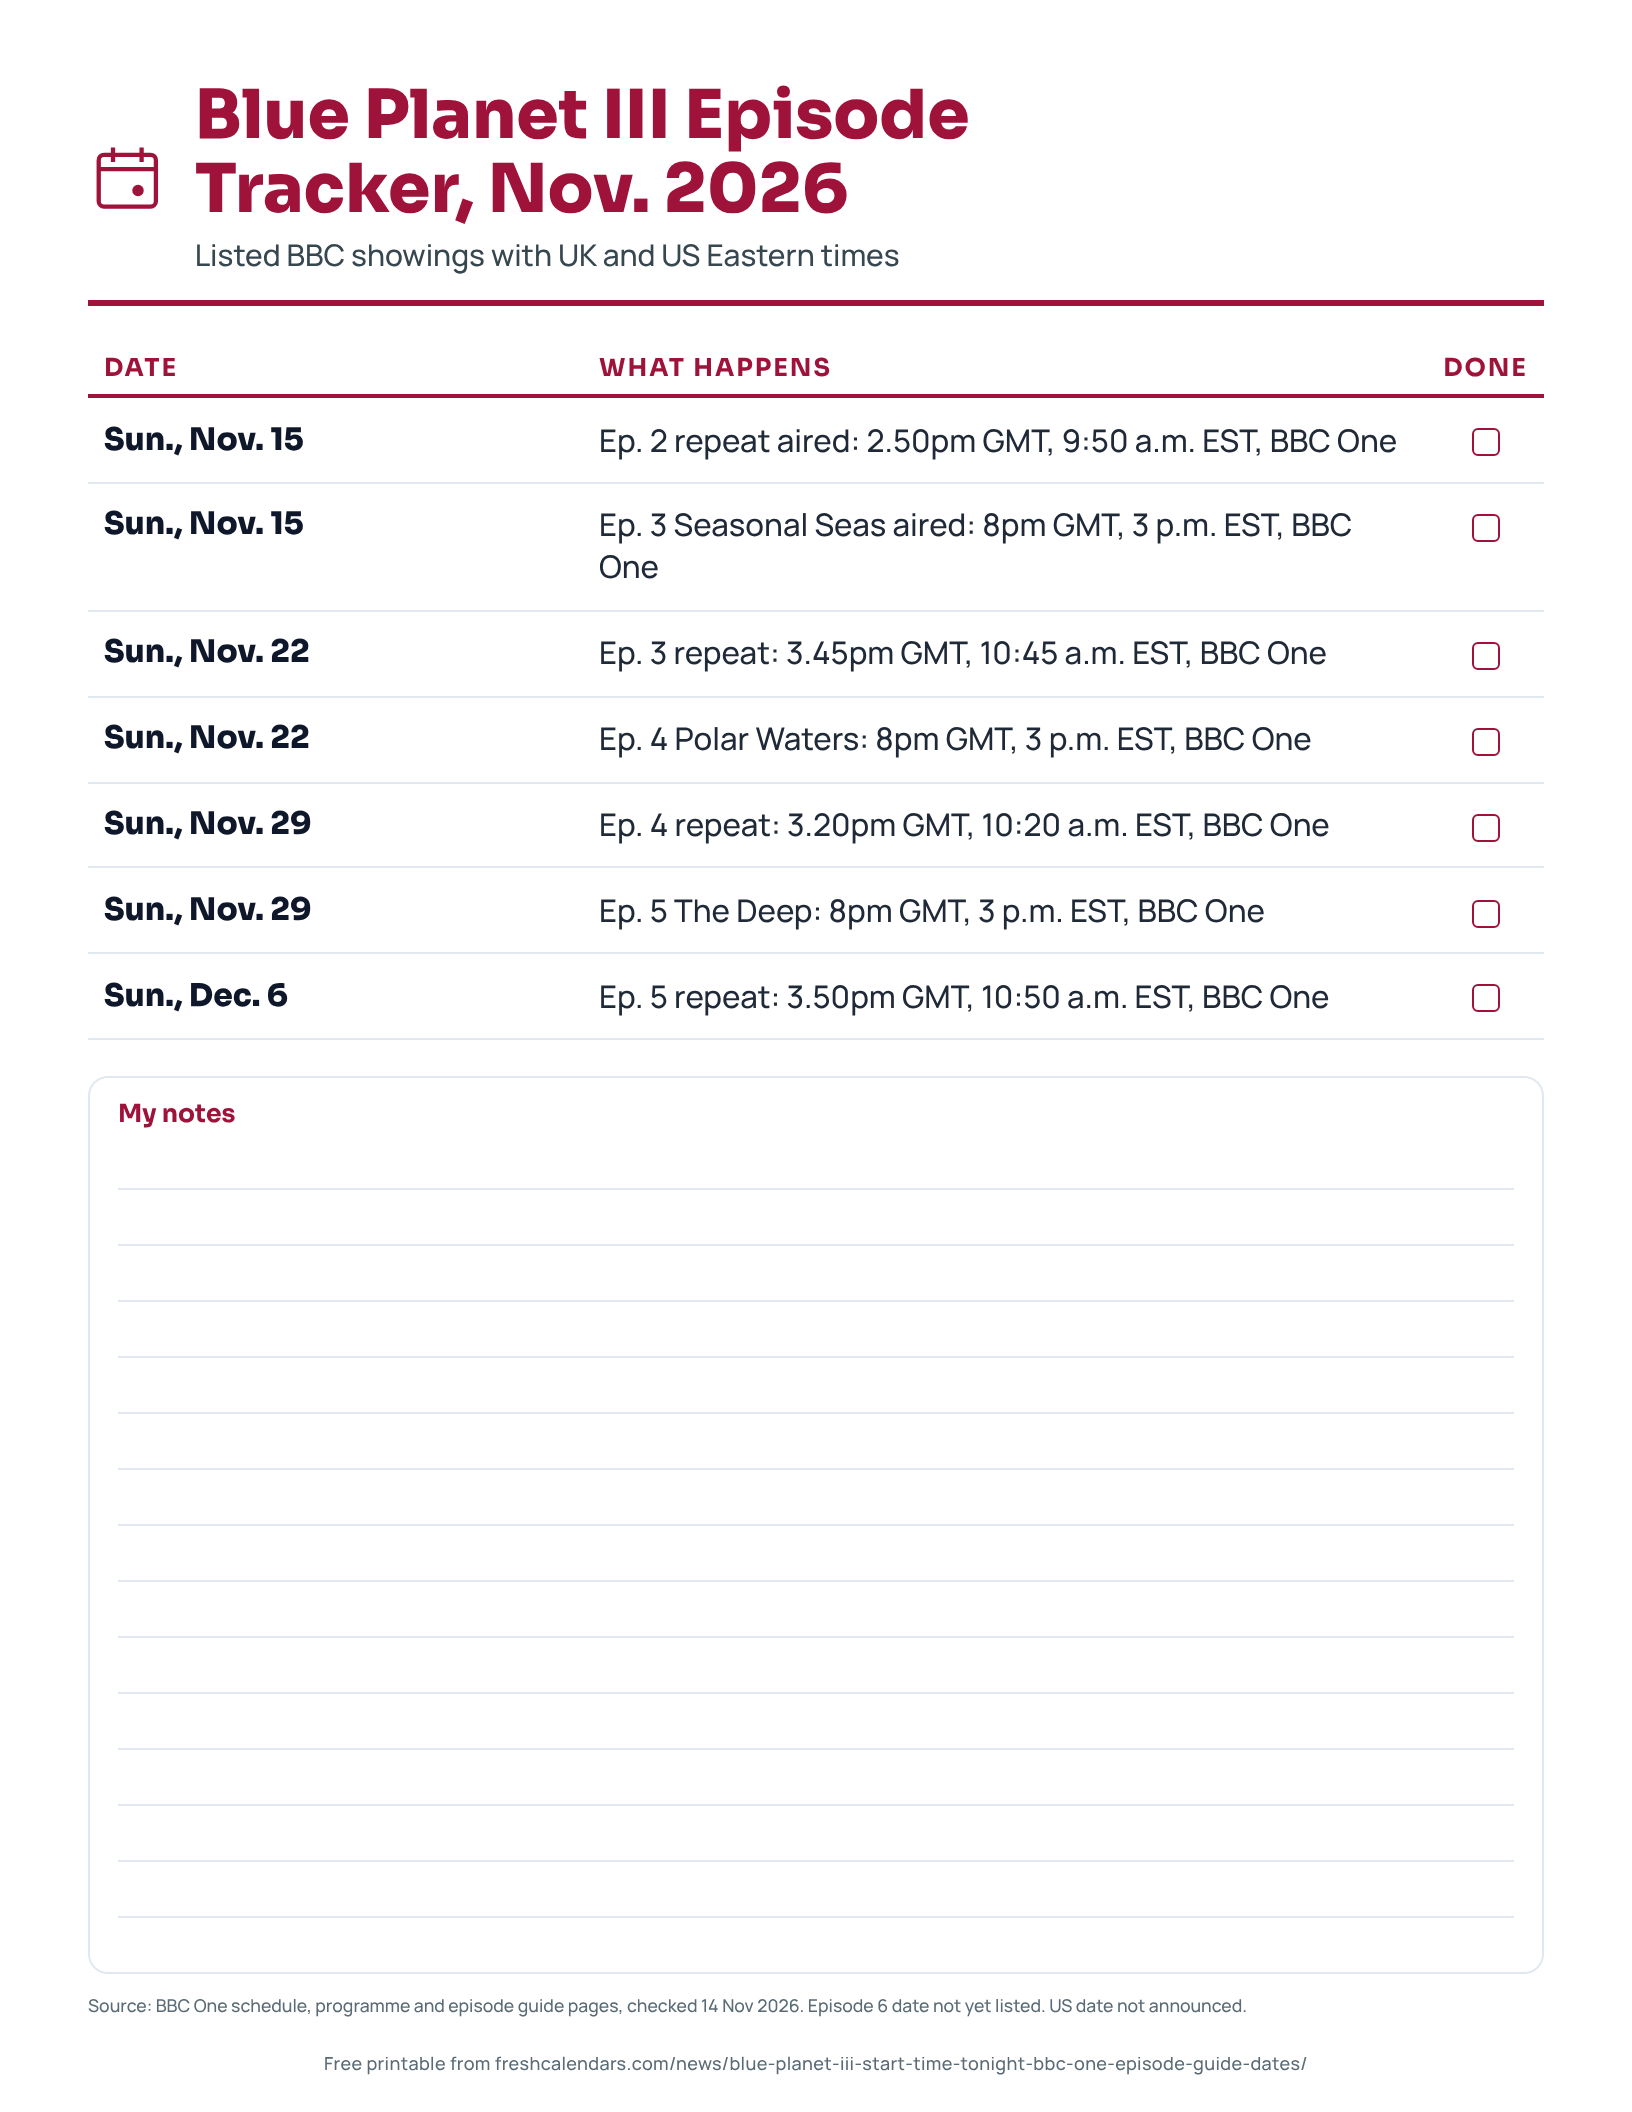 Blue Planet III Episode
Tracker, Nov. 2026
Listed BBC showings with UK and US Eastern times
DATE WHAT HAPPENS DONE
Sun., Nov. 15 Ep. 2 repeat aired: 2.50pm GMT, 9:50 a.m. EST, BBC One
Sun., Nov. 15 Ep. 3 Seasonal Seas aired: 8pm GMT, 3 p.m. EST, BBC
One
Sun., Nov. 22 Ep. 3 repeat: 3.45pm GMT, 10:45 a.m. EST, BBC One
Sun., Nov. 22 Ep. 4 Polar Waters: 8pm GMT, 3 p.m. EST, BBC One
Sun., Nov. 29 Ep. 4 repeat: 3.20pm GMT, 10:20 a.m. EST, BBC One
Sun., Nov. 29 Ep. 5 The Deep: 8pm GMT, 3 p.m. EST, BBC One
Sun., Dec. 6 Ep. 5 repeat: 3.50pm GMT, 10:50 a.m. EST, BBC One
My notes
Source: BBC One schedule, programme and episode guide pages, checked 14 Nov 2026. Episode 6 date not yet listed. US date not announced.
Free printable from freshcalendars.com/news/blue-planet-iii-start-time-tonight-bbc-one-episode-guide-dates/